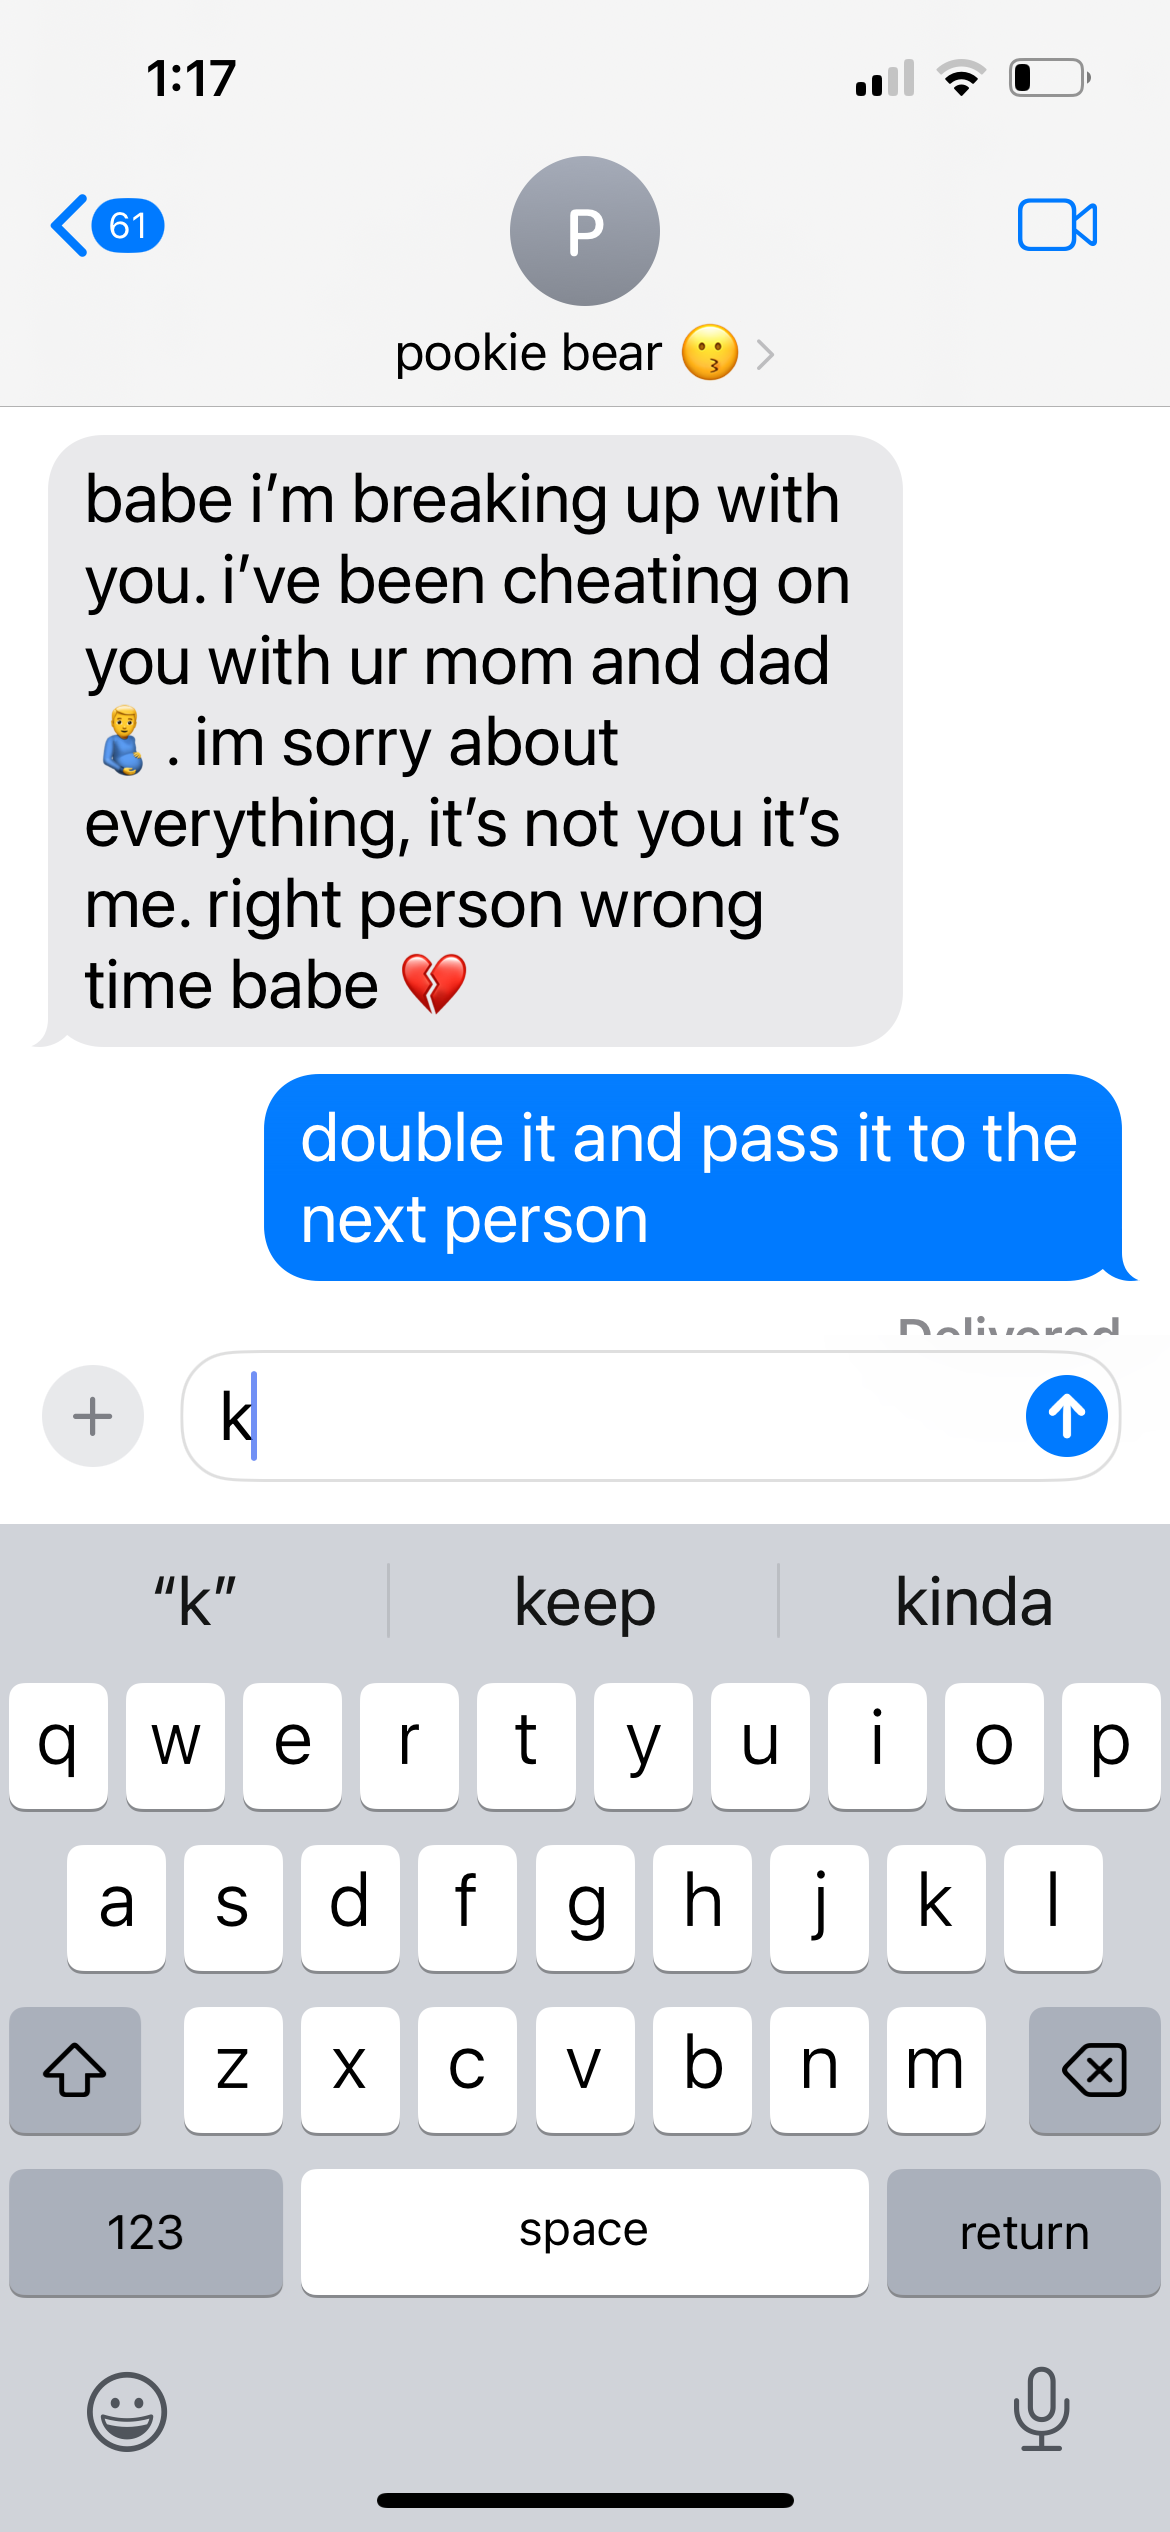 1:17
61
P
pookie bear 😗
babe i’m breaking up with
you. i’ve been cheating on
you with ur mom and dad
🫃. im sorry about
everything, it’s not you it’s
me. right person wrong
time babe 💔
double it and pass it to the
next person
Delivered
k
“k” keep kinda
q w e r t y u i o p
a s d f g h j k l
z x c v b n m
123 space return